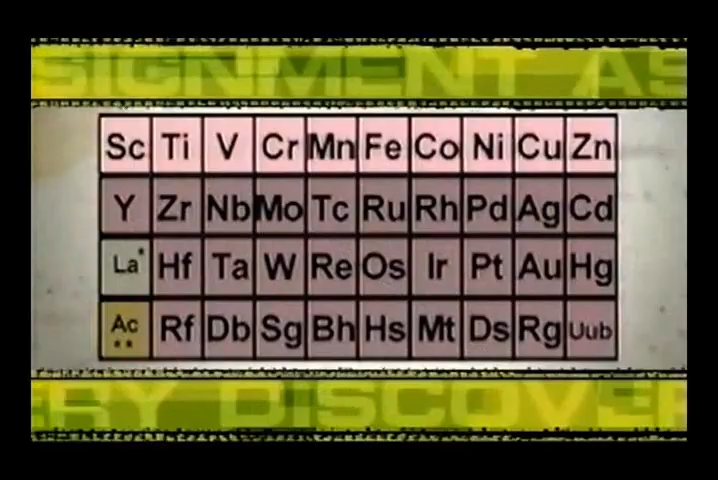 SIGNMENT AS
Sc Ti V Cr Mn Fe Co Ni Cu Zn
Y Zr Nb Mo Tc Ru Rh Pd Ag Cd
La* Hf Ta W Re Os Ir Pt Au Hg
Ac** Rf Db Sg Bh Hs Mt Ds Rg Uub
ERY DISCOVER